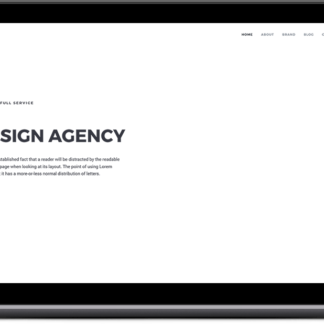 HOME ABOUT BRAND BLOG
FULL SERVICE
SIGN AGENCY
stablished fact that a reader will be distracted by the readable
page when looking at its layout. The point of using Lorem
it has a more-or-less normal distribution of letters.